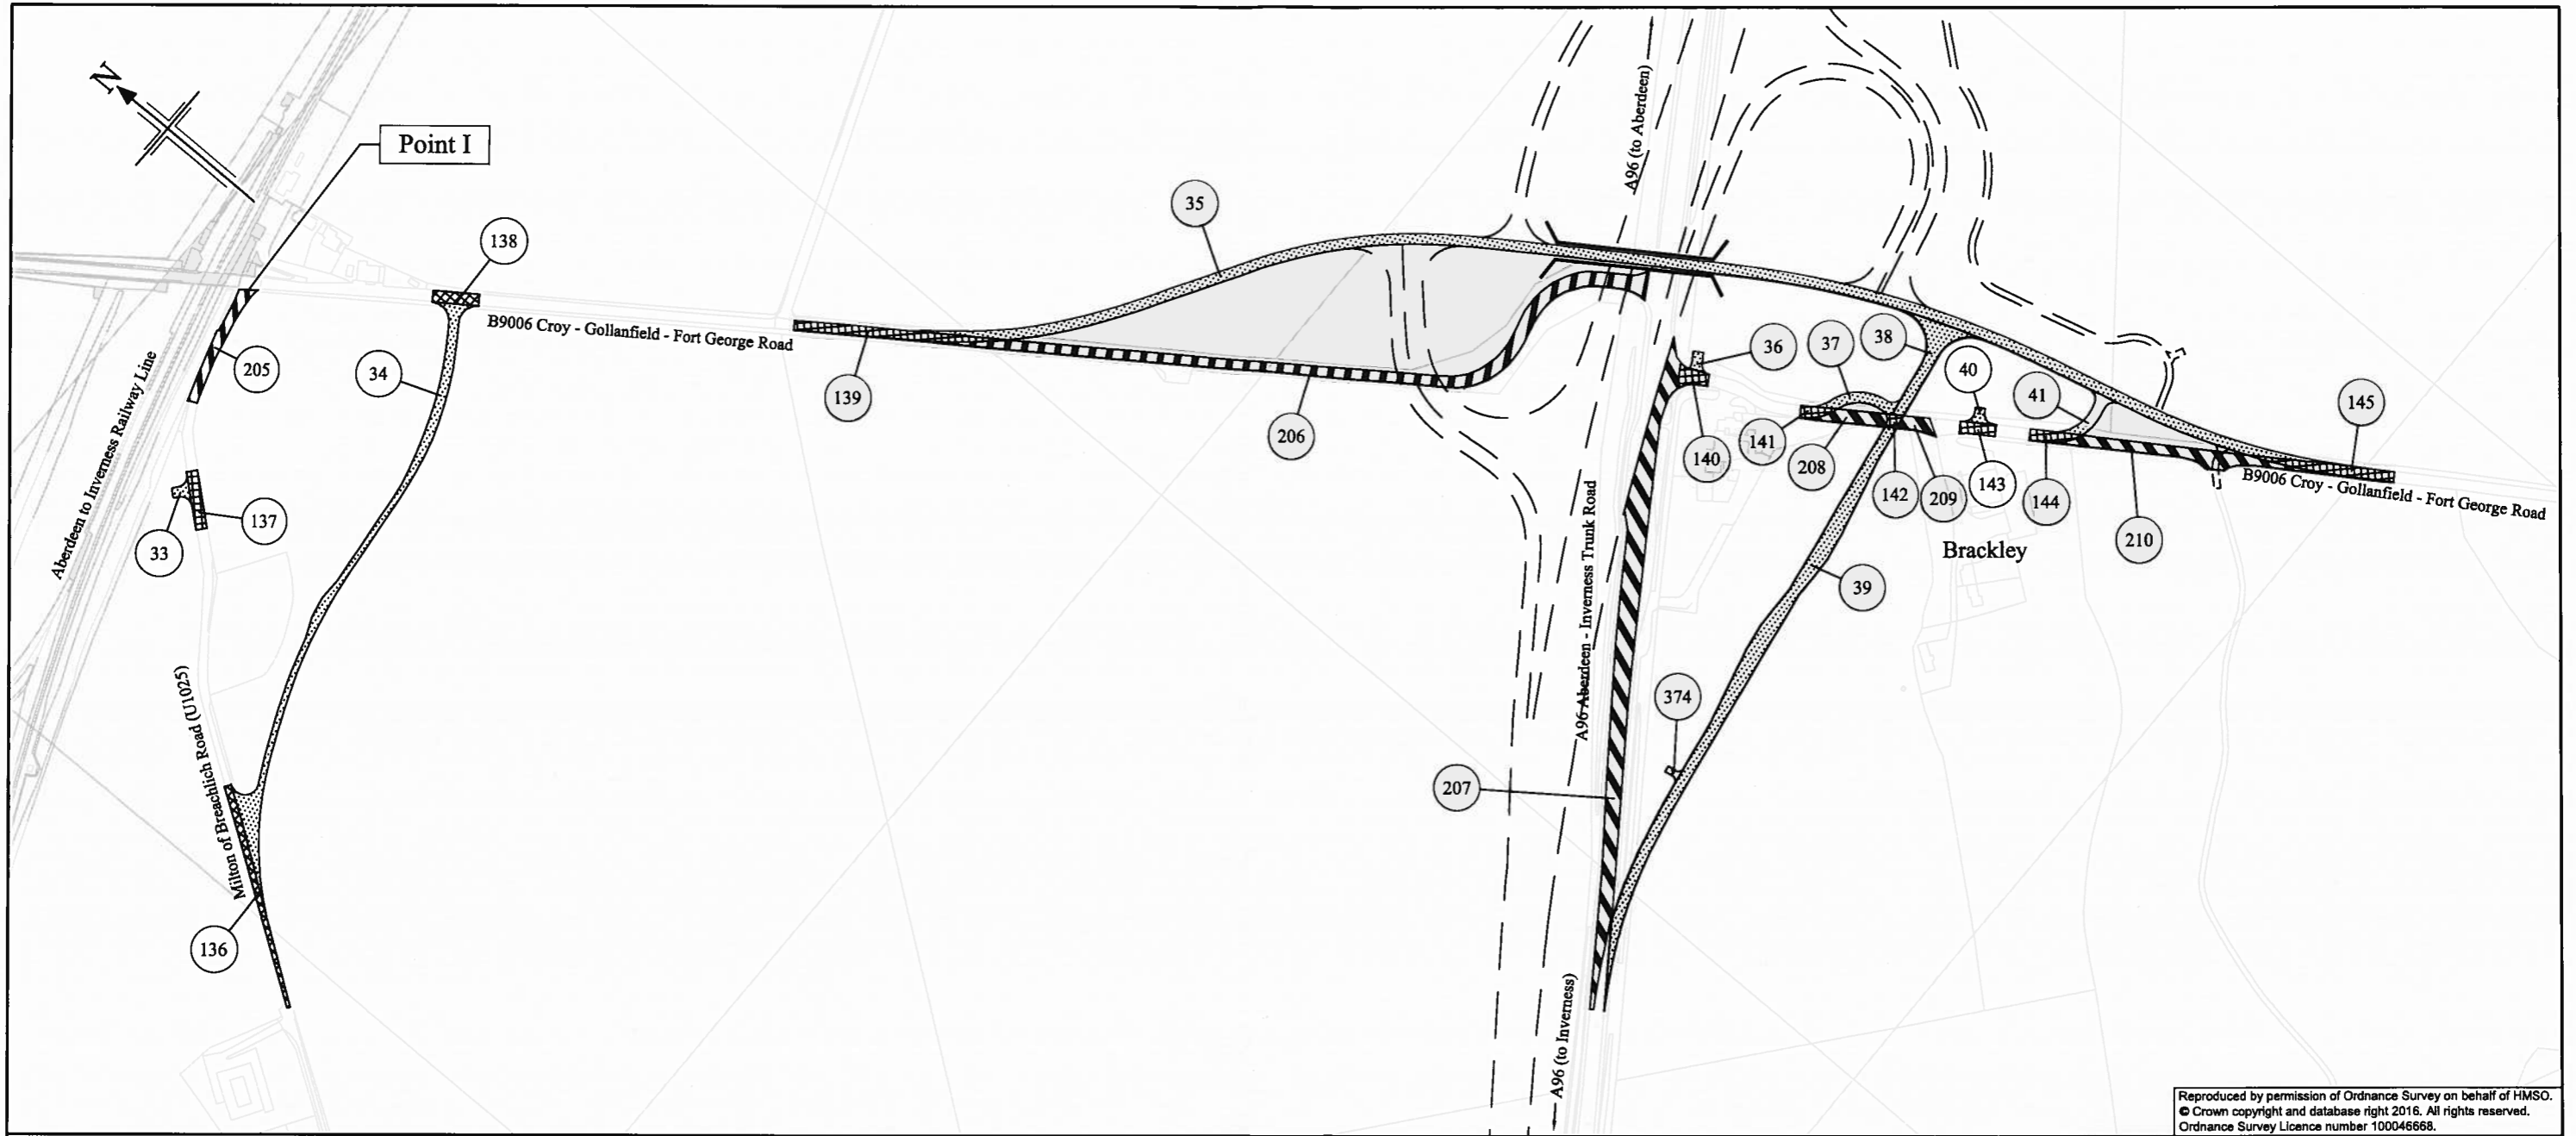 N
Point I
138
35
A96 (to Aberdeen)
B9006 Croy - Gollanfield - Fort George Road
205
34
139
206
36
37
38
40
41
145
141
140
208
142
209
143
144
210
B9006 Croy - Gollanfield - Fort George Road
Brackley
39
Aberdeen to Inverness Railway Line
33
137
A96 Aberdeen - Inverness Trunk Road
374
207
Milton of Breachlich Road (U1025)
136
A96 (to Inverness)
Reproduced by permission of Ordnance Survey on behalf of HMSO.
© Crown copyright and database right 2016. All rights reserved.
Ordnance Survey Licence number 100046668.